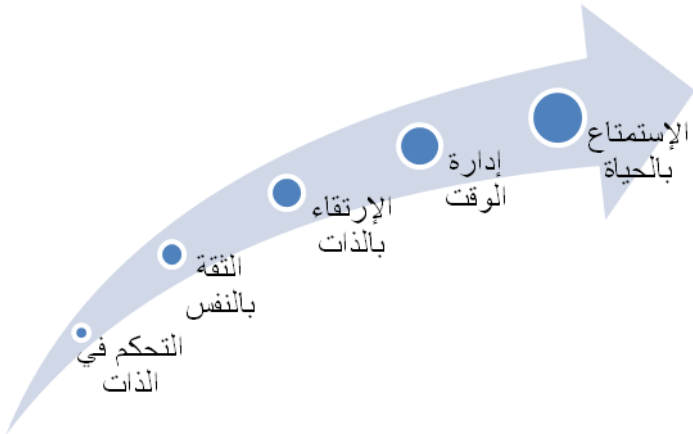 التحكم في
الذات
الثقة
بالنفس
الإرتقاء
بالذات
إدارة
الوقت
الإستمتاع
بالحياة